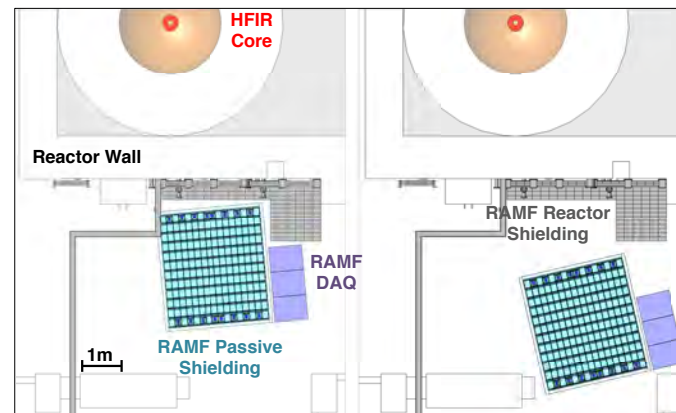 HFIR
Core
Reactor Wall
RAMF Reactor
Shielding
RAMF
DAQ
RAMF Passive
Shielding
1m